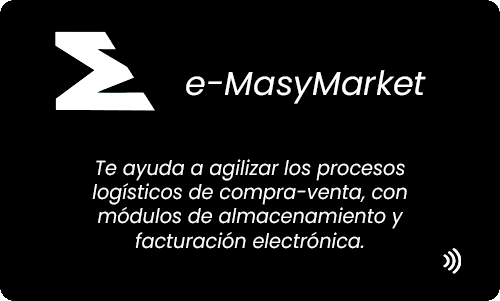 e-MasyMarket
Te ayuda a agilizar los procesos
logísticos de compra-venta, con
módulos de almacenamiento y
facturación electrónica.